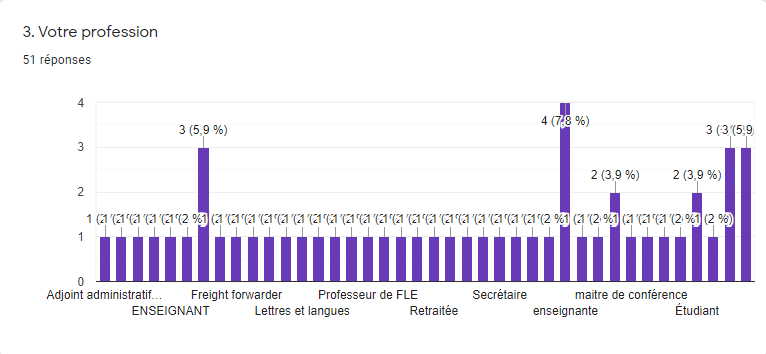 3. Votre profession
51 réponses
4
3
2
1
0
3 (5,9 %)
4 (7,8 %)
2 (3,9 %)
2 (3,9 %)
(2 %)
Adjoint administratif…
ENSEIGNANT
Freight forwarder
Lettres et langues
Professeur de FLE
Retraitée
Secrétaire
enseignante
maitre de conférence
Étudiant